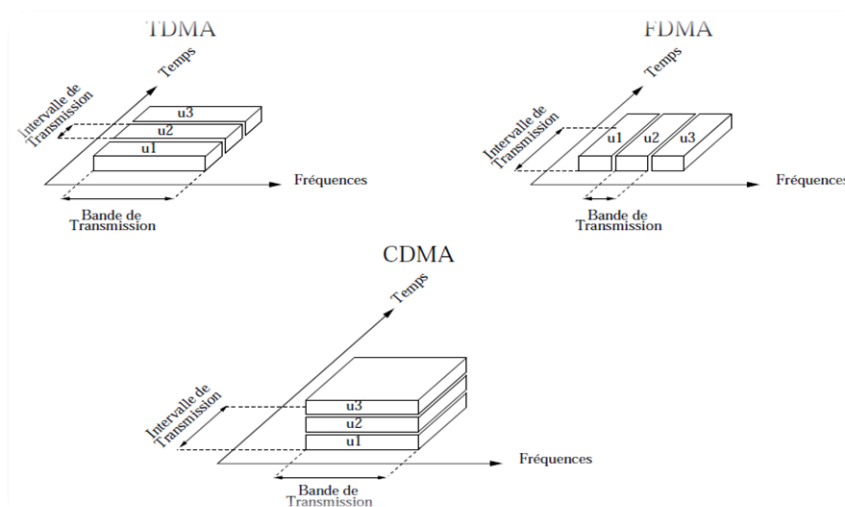 TDMA
Temps
Intervalle de
Transmission
u3
u2
u1
Fréquences
Bande de
Transmission
FDMA
Temps
Intervalle de
Transmission
u1
u2
u3
Fréquences
Bande de
Transmission
CDMA
Temps
Intervalle de
Transmission
u3
u2
u1
Fréquences
Bande de
Transmission